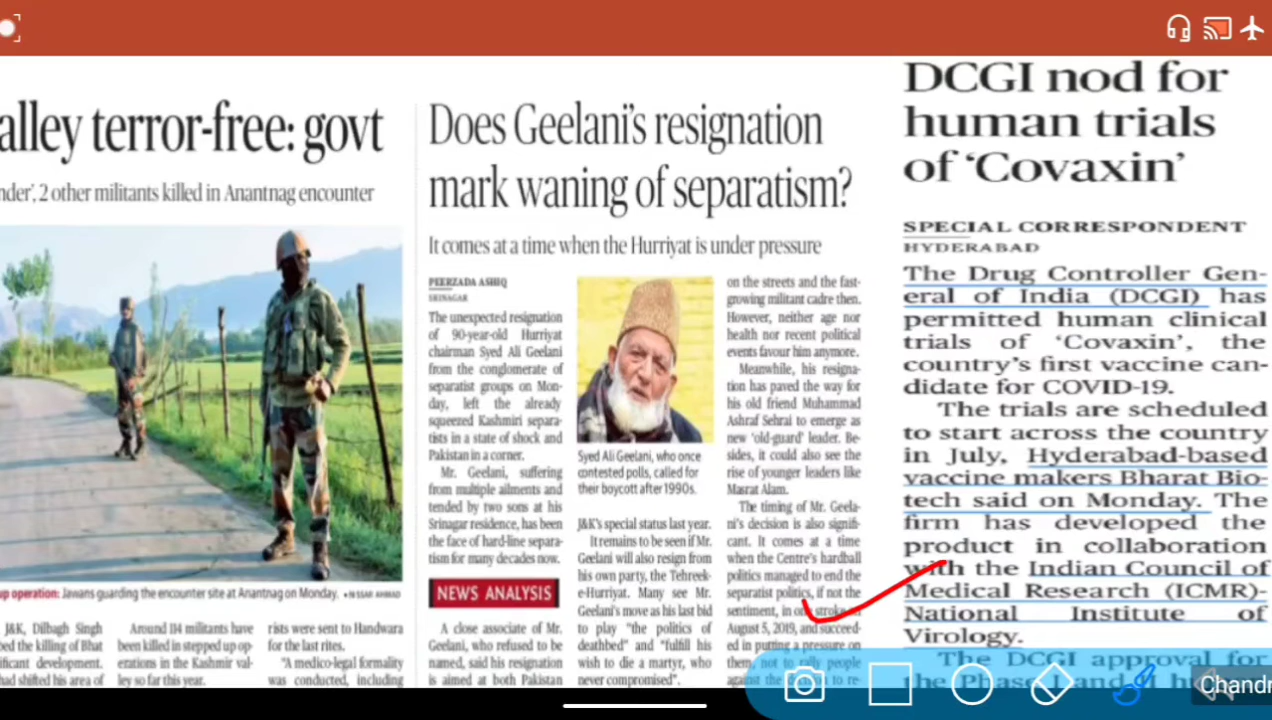 alley terror-free: govt
nder', 2 other militants killed in Anantnag encounter
up operation: Jawans guarding the encounter site at Anantnag on Monday. • NISSAR AHMAD
J&K, Dilbagh Singh
bed the killing of Bhat
ificant development.
had shifted his area of
Around 114 militants have
been killed in stepped up op-
erations in the Kashmir val-
ley so far this year.
rists were sent to Handwara
for the last rites.
"A medico-legal formality
was conducted, including
Does Geelani's resignation
mark waning of separatism?
It comes at a time when the Hurriyat is under pressure
PEERZADA ASHIQ
SRINAGAR
The unexpected resignation
of 90-year-old Hurriyat
chairman Syed Ali Geelani
from the conglomerate of
separatist groups on Mon-
day, left the already
squeezed Kashmiri separa-
tists in a state of shock and
Pakistan in a corner.
Mr. Geelani, suffering
from multiple ailments and
tended by two sons at his
Srinagar residence, has been
the face of hard-line separa-
tism for many decades now.
NEWS ANALYSIS
A close associate of Mr.
Geelani, who refused to be
named, said his resignation
is aimed at both Pakistan
Syed Ali Geelani, who once
contested polls, called for
their boycott after 1990s.
J&K's special status last year.
It remains to be seen if Mr.
Geelani will also resign from
his own party, the Tehreek-
e-Hurriyat. Many see Mr.
Geelani's move as his last bid
to play "the politics of
deathbed" and "fulfil his
wish to die a martyr, who
never compromised".
on the streets and the fast-
growing militant cadre then.
However, neither age nor
health nor recent political
events favour him anymore.
Meanwhile, his resigna-
tion has paved the way for
his old friend Muhammad
Ashraf Sehrai to emerge as
new 'old-guard' leader. Be-
sides, it could also see the
rise of younger leaders like
Masrat Alam.
The timing of Mr. Geela-
ni's decision is also signifi-
cant. It comes at a time
when the Centre's hardball
politics managed to end the
separatist politics, if not the
sentiment, in one stroke on
August 5, 2019, and succeed-
ed in putting a pressure on
them, not to rally people
against the to re-
DCGI nod for
human trials
of 'Covaxin'
SPECIAL CORRESPONDENT
HYDERABAD
The Drug Controller Gen-
eral of India (DCGI) has
permitted human clinical
trials of 'Covaxin', the
country's first vaccine can-
didate for COVID-19.
The trials are scheduled
to start across the country
in July, Hyderabad-based
vaccine makers Bharat Bio-
tech said on Monday. The
firm has developed the
product in collaboration
with the Indian Council of
Medical Research (ICMR)-
National Institute of
Virology.
The DCGI approval for
the Phase I and
Chandr